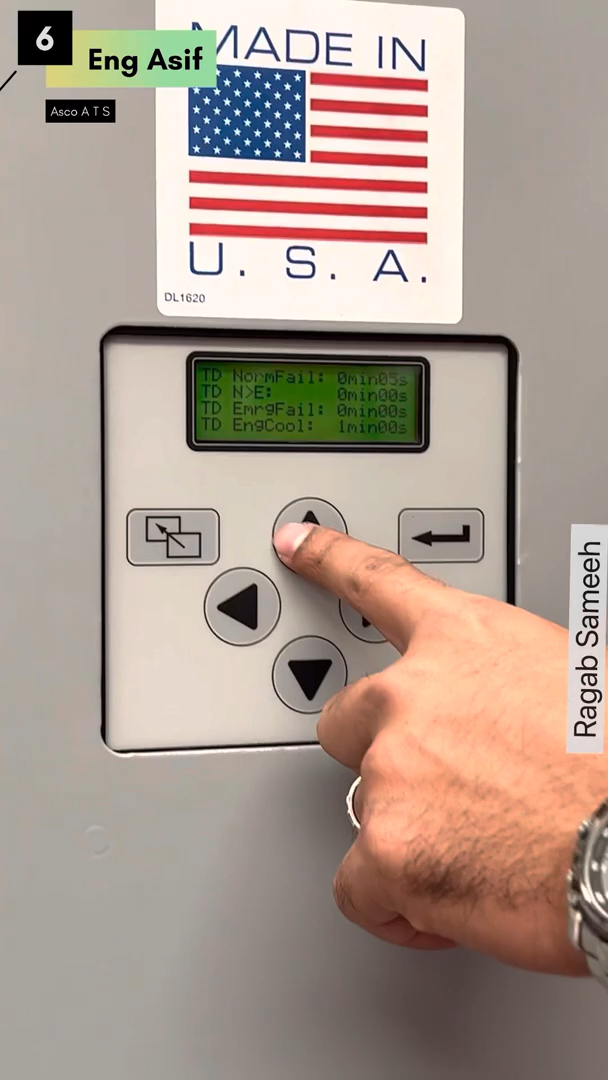 6
Eng Asif
Asco A T S
MADE IN
U. S. A.
DL1620
TD NormFail: 0min05s
TD N>E: 0min00s
TD EmrgFail: 0min00s
TD EngCool: 1min00s
Ragab Sameeh